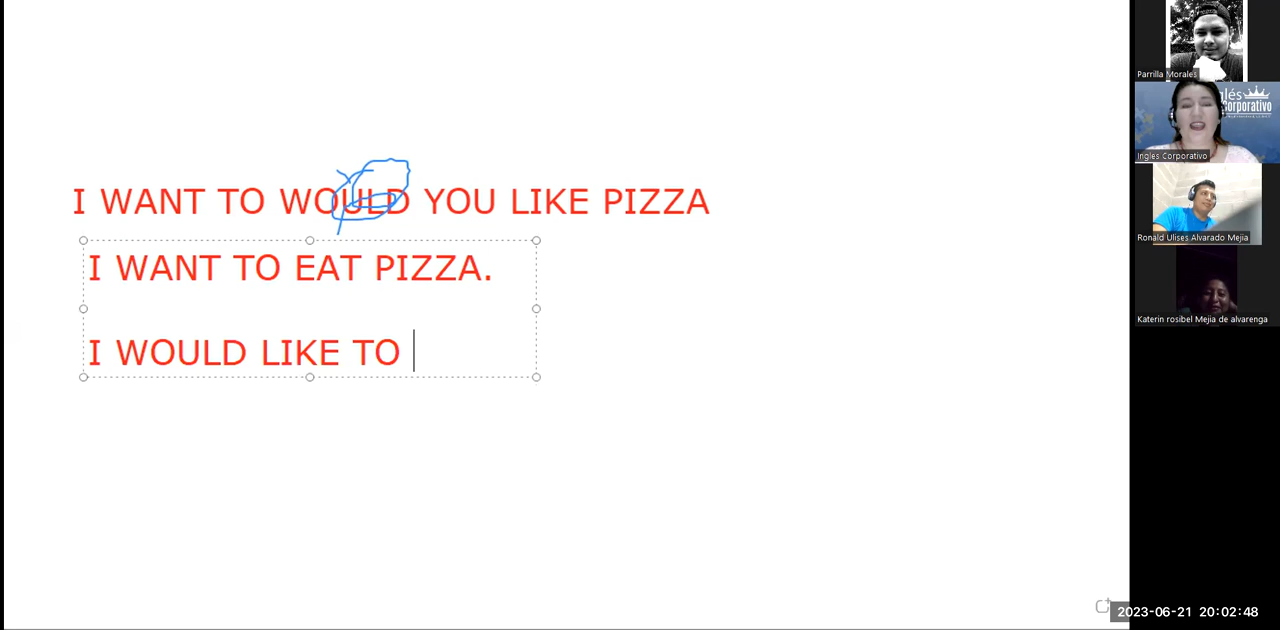 I WANT TO WOULD YOU LIKE PIZZA
I WANT TO EAT PIZZA.
I WOULD LIKE TO
Parrilla Morales
glés
Corporativo
Ingles Corporativo
Ronald Ulises Alvarado Mejia
Katerin rosibel Mejia de alvarenga
2023-06-21 20:02:48